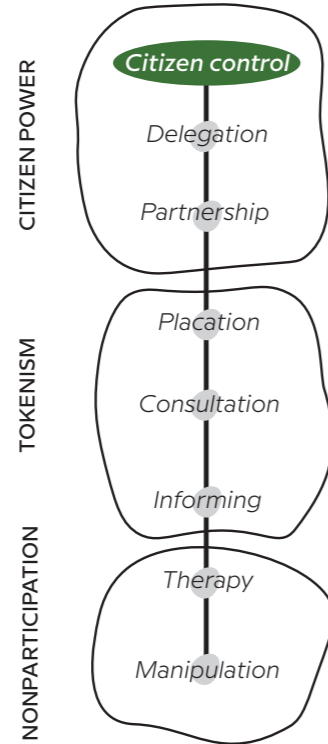 CITIZEN POWER
Citizen control
Delegation
Partnership
TOKENISM
Placation
Consultation
Informing
NONPARTICIPATION
Therapy
Manipulation